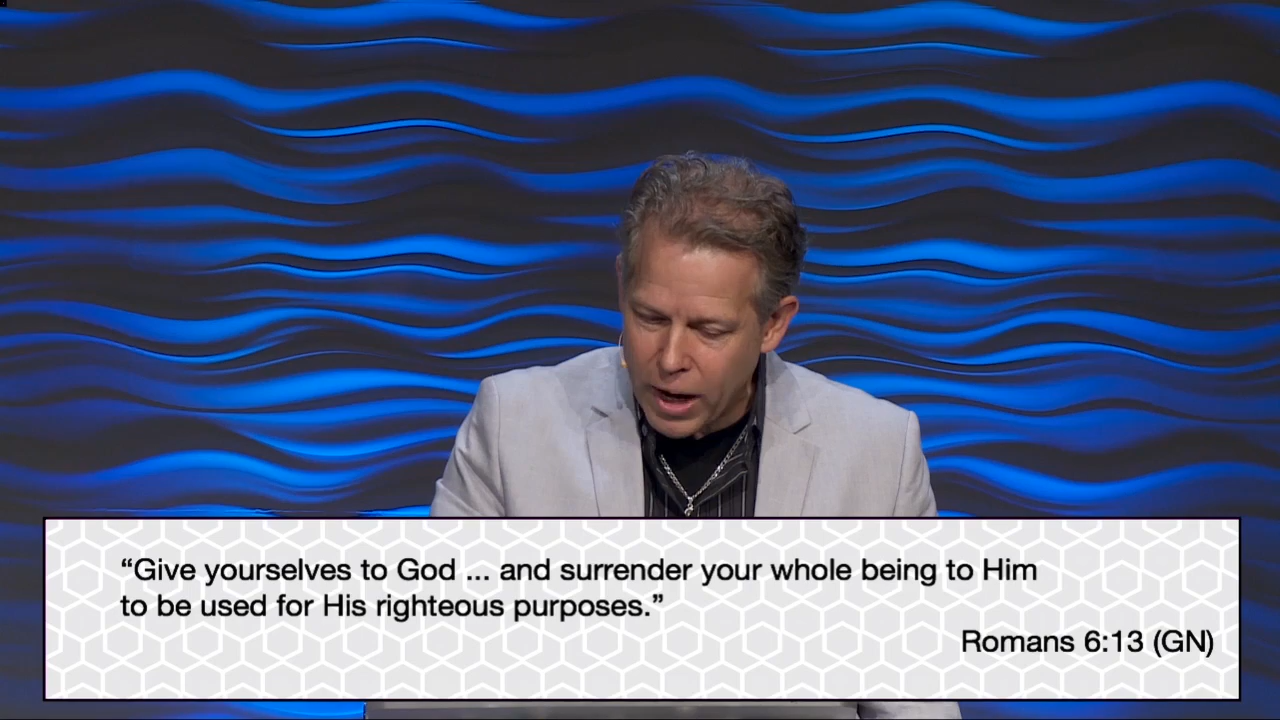 “Give yourselves to God ... and surrender your whole being to Him
to be used for His righteous purposes.”
Romans 6:13 (GN)